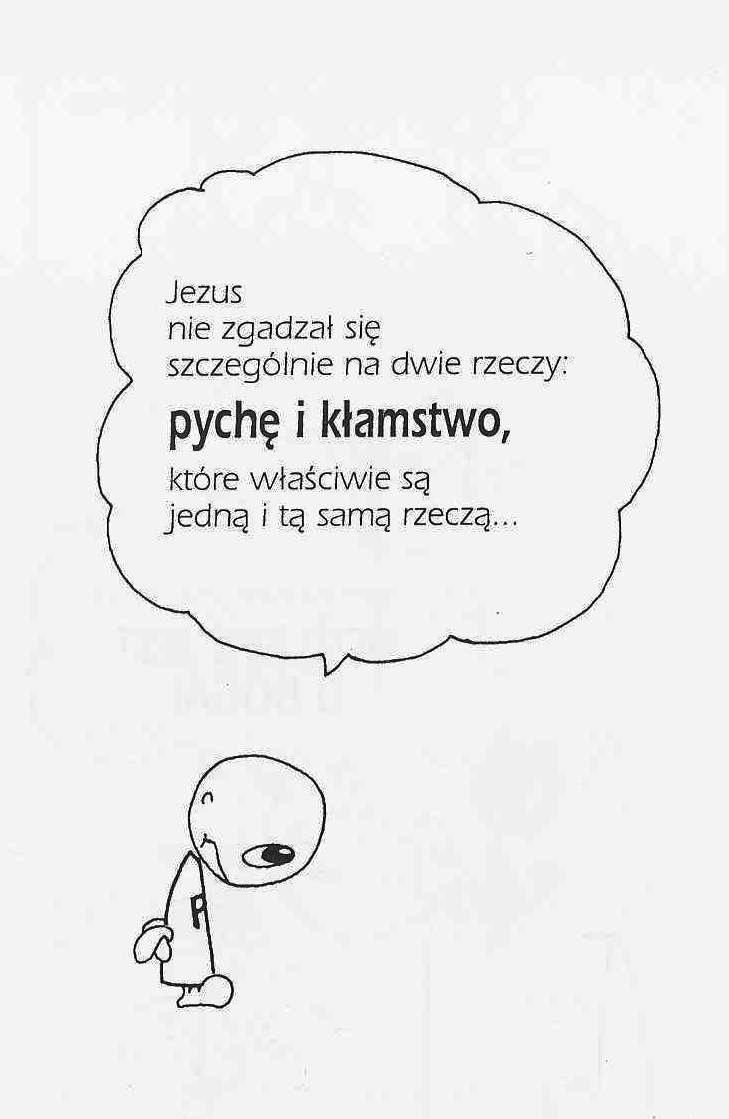 Jezus
nie zgadzał się
szczególnie na dwie rzeczy:
pychę i kłamstwo,
które właściwie są
jedną i tą samą rzeczą...
P